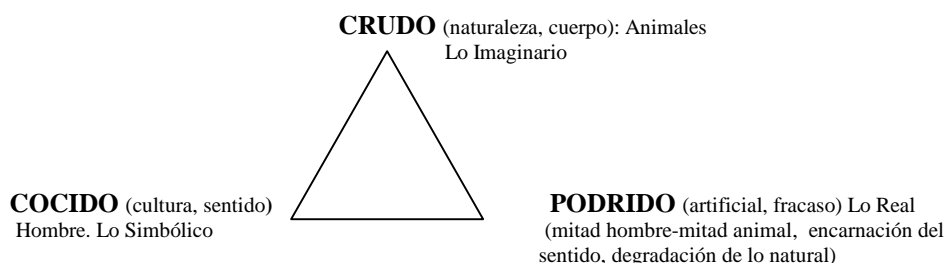 CRUDO (naturaleza, cuerpo): Animales
Lo Imaginario
COCIDO (cultura, sentido)
Hombre. Lo Simbólico
PODRIDO (artificial, fracaso) Lo Real
(mitad hombre-mitad animal, encarnación del
sentido, degradación de lo natural)